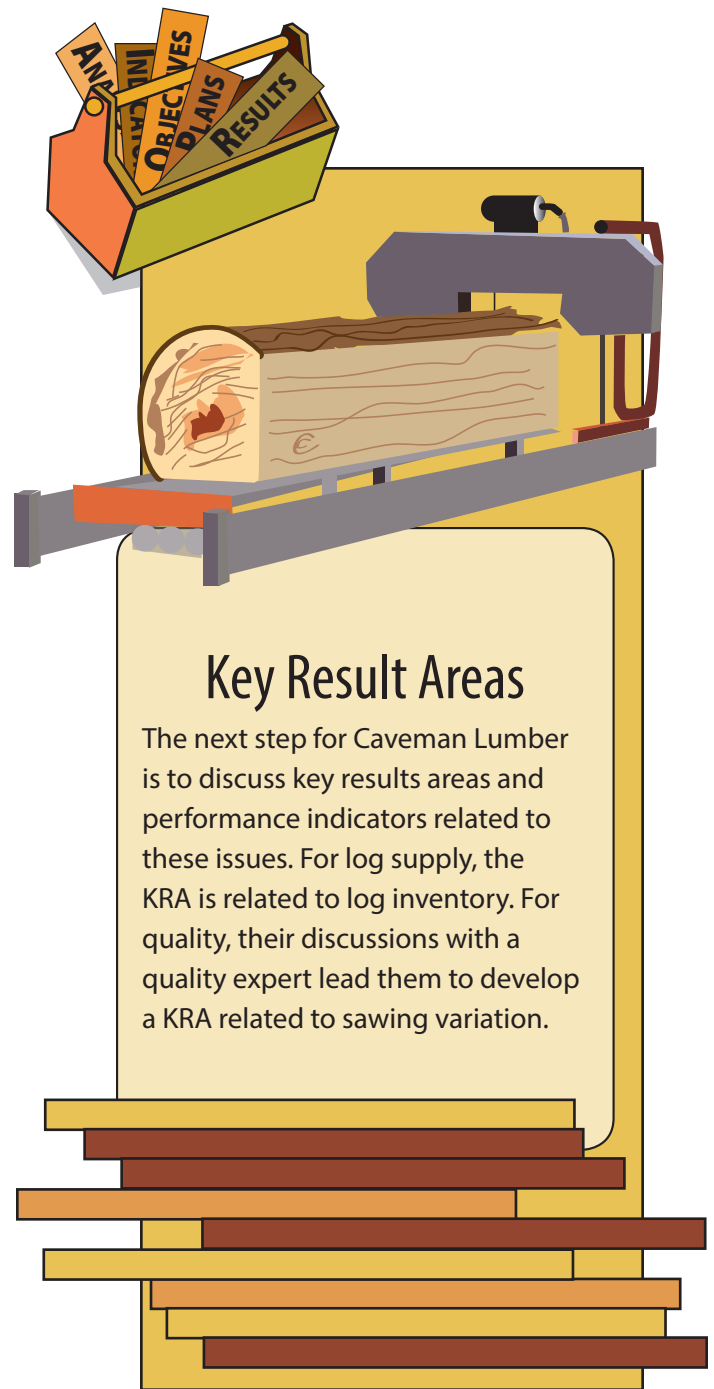 OBJECTIVES
PLANS
RESULTS
Key Result Areas
The next step for Caveman Lumber
is to discuss key results areas and
performance indicators related to
these issues. For log supply, the
KRA is related to log inventory. For
quality, their discussions with a
quality expert lead them to develop
a KRA related to sawing variation.